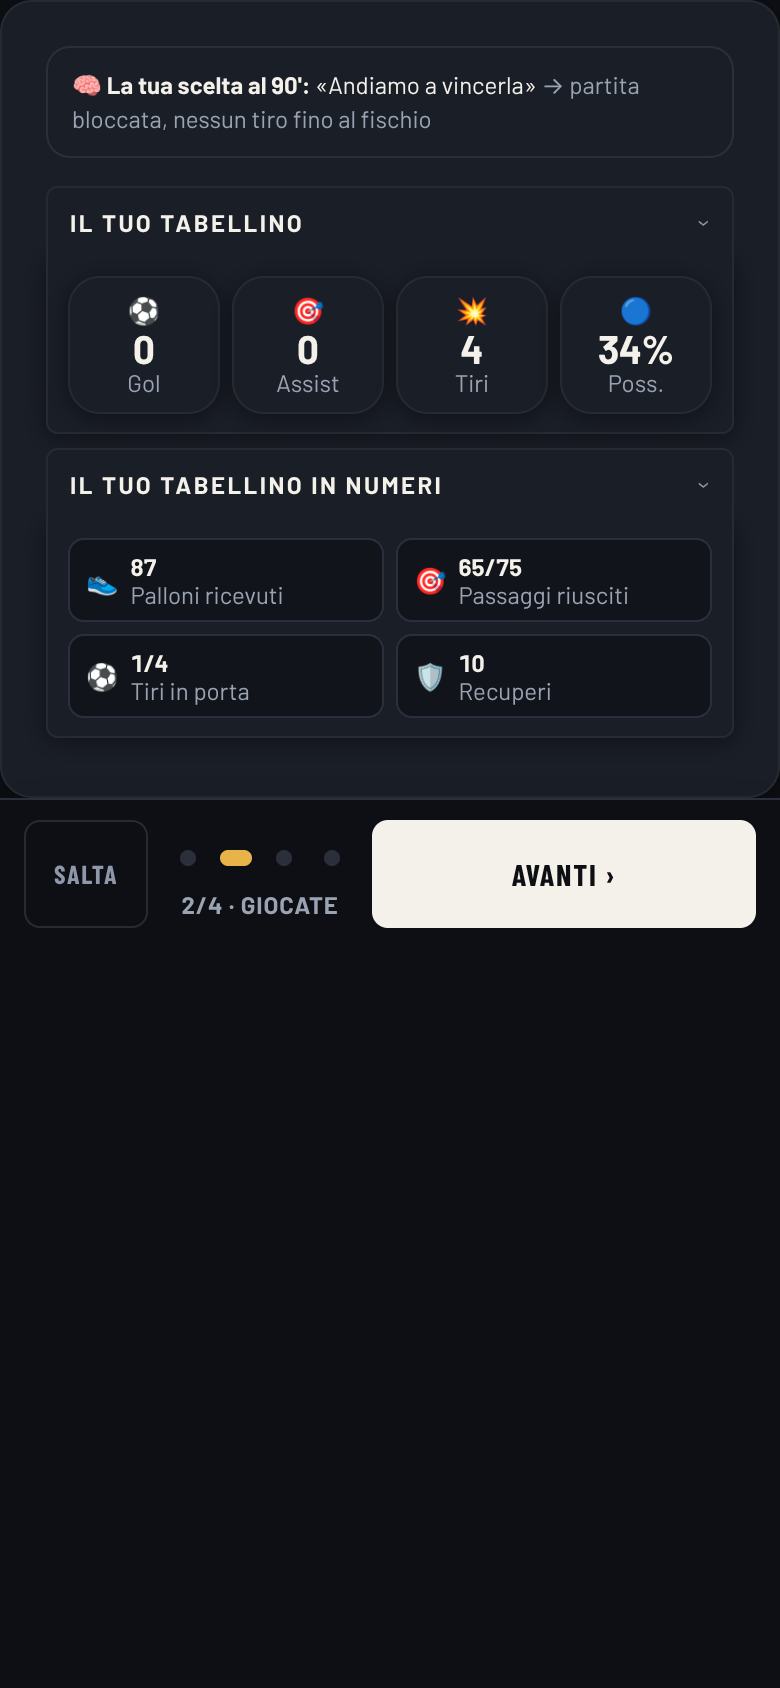 🧠 La tua scelta al 90': «Andiamo a vincerla» → partita
bloccata, nessun tiro fino al fischio
IL TUO TABELLINO
0
Gol
0
Assist
4
Tiri
34%
Poss.
IL TUO TABELLINO IN NUMERI
87
Palloni ricevuti
65/75
Passaggi riusciti
1/4
Tiri in porta
10
Recuperi
SALTA
2/4 · GIOCATE
AVANTI ›